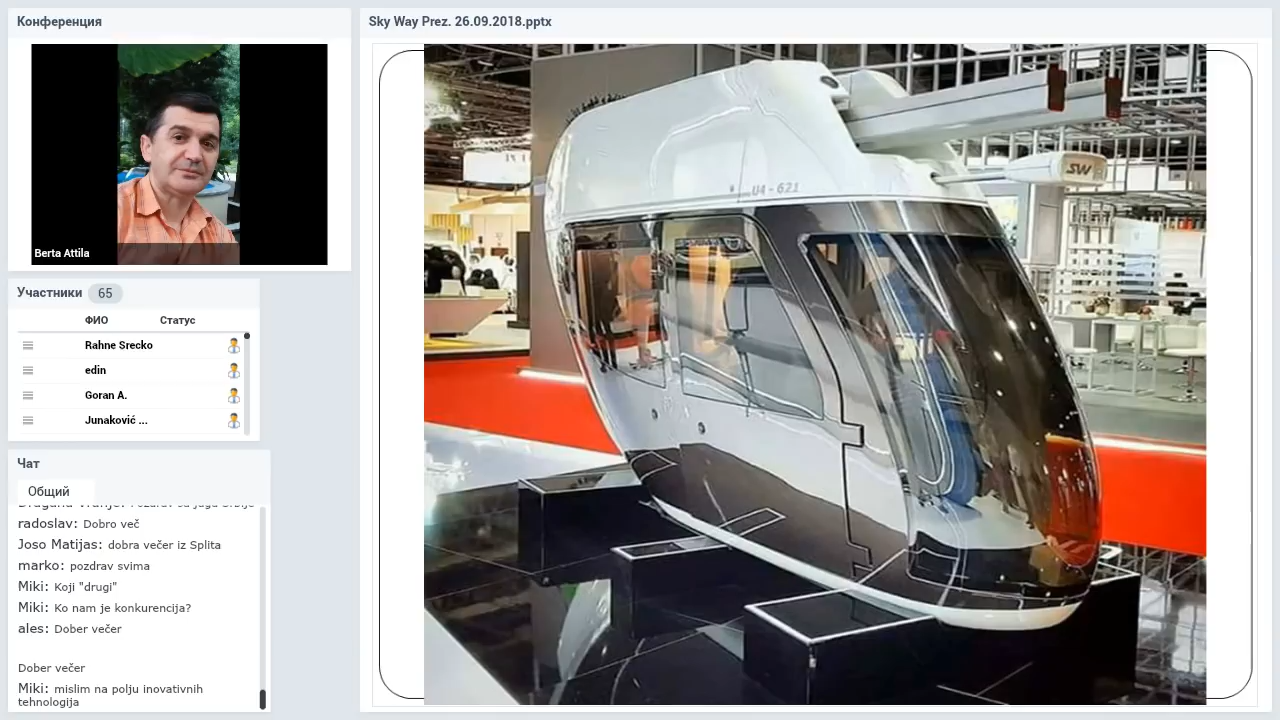 Конференция
Berta Attila
Участники 65
ФИО Статус
Rahne Srecko
edin
Goran A.
Junaković ...
Чат
Общий
radoslav: Dobro več
Joso Matijas: dobra večer iz Splita
marko: pozdrav svima
Miki: Koji "drugi"
Miki: Ko nam je konkurencija?
ales: Dober večer
Dober večer
Miki: mislim na polju inovativnih
tehnologija
Sky Way Prez. 26.09.2018.pptx
SW
U4 - 621